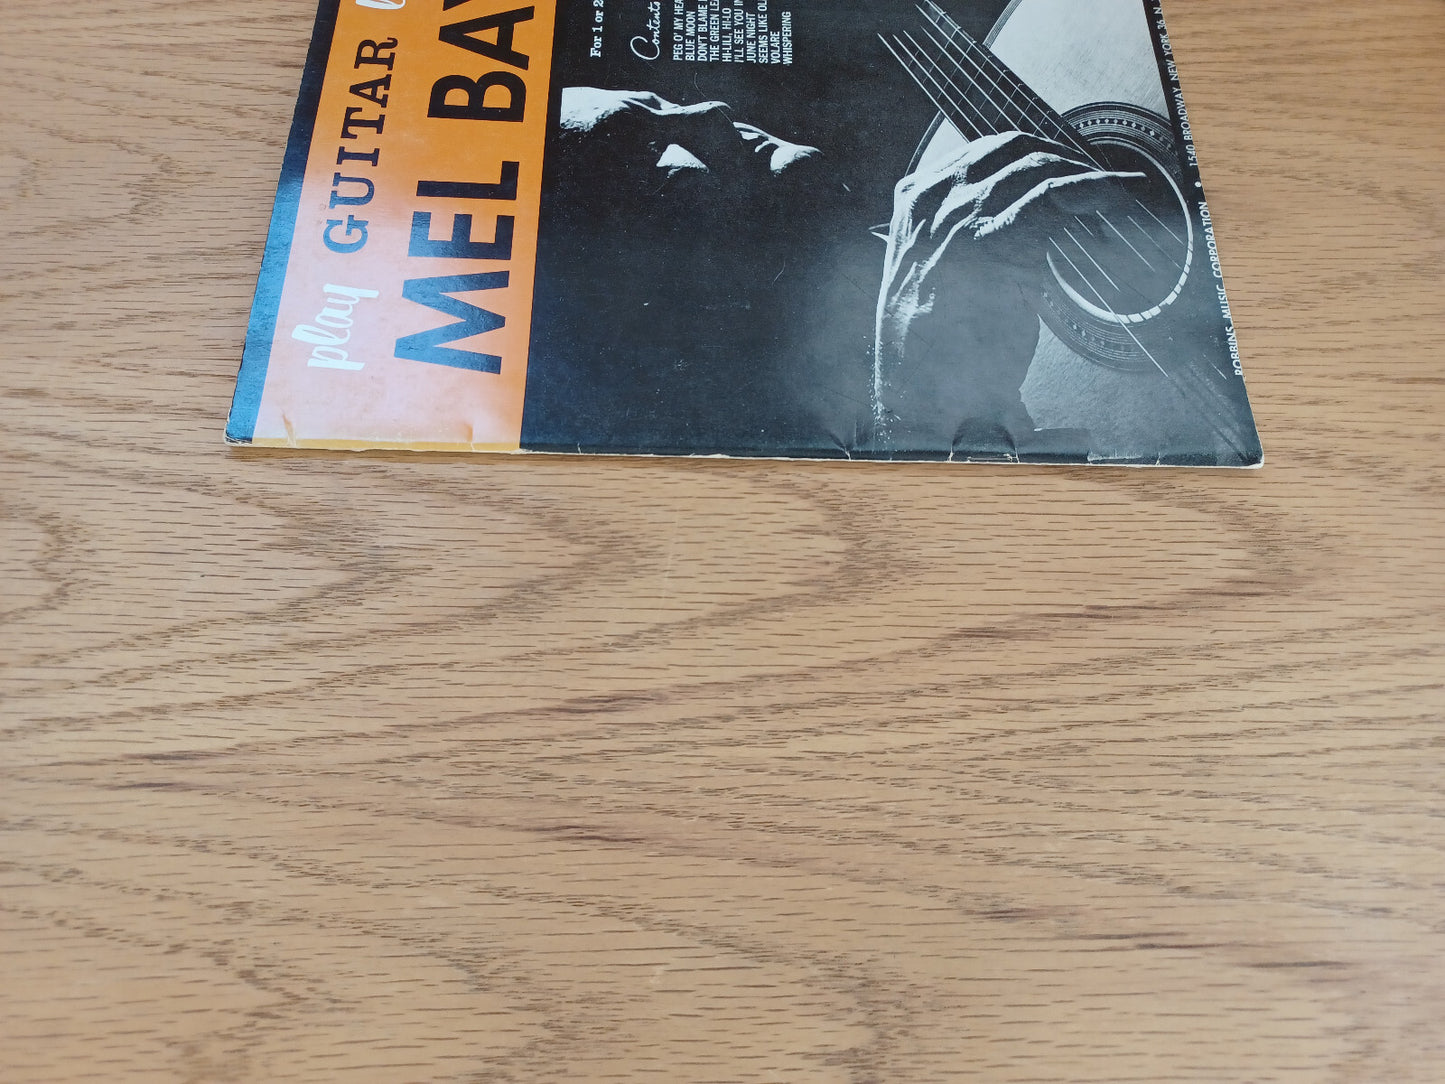 play GUITAR
MEL BAY
For 1 or 2
Contents
PEG O' MY HEA
BLUE MOON
DON'T BLAME
THE GREEN LEA
HI-LILI, HI-LO
I'LL SEE YOU IN
JUNE NIGHT
SEEMS LIKE OL
VOLARE
WHISPERING
ROBBINS MUSIC CORPORATION • 1540 BROADWAY, NEW YORK 36 N